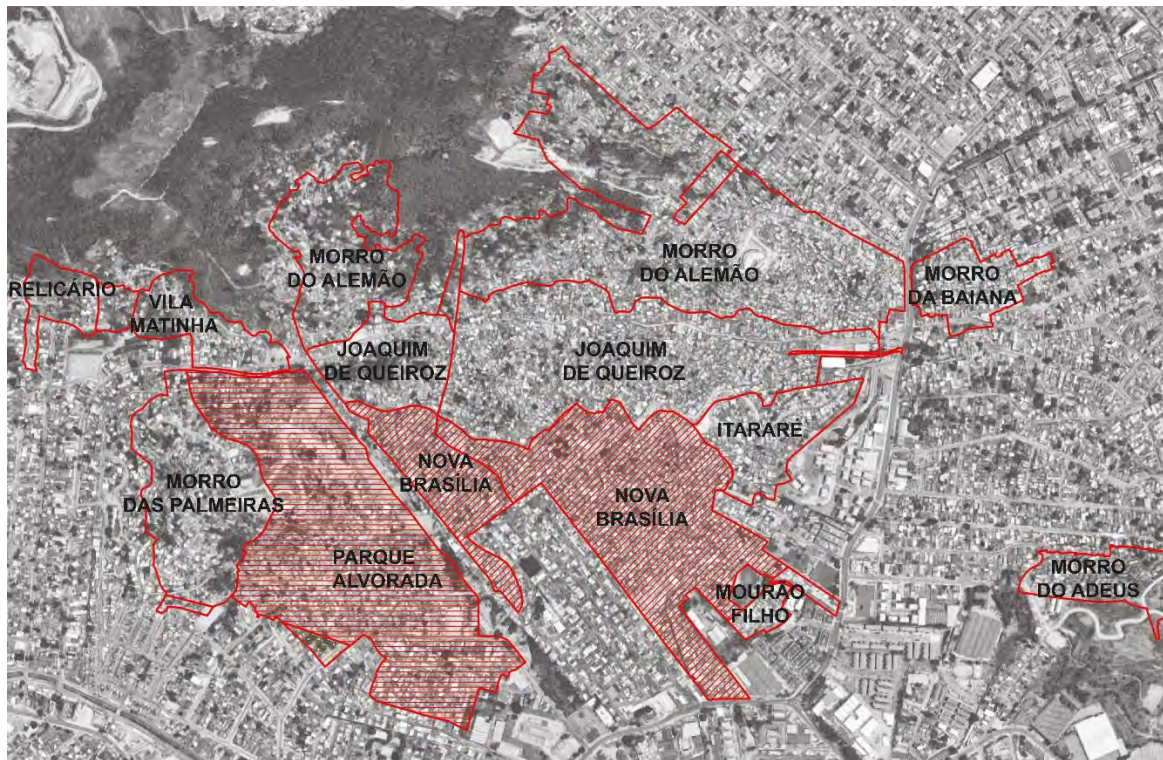 MORRO
DO ALEMÃO
MORRO
DO ALEMÃO
MORRO
DA BAIANA
RELICÁRIO
VILA
MATINHA
JOAQUIM
DE QUEIROZ
JOAQUIM
DE QUEIROZ
ITARARÉ
MORRO
DAS PALMEIRAS
NOVA
BRASÍLIA
NOVA
BRASÍLIA
PARQUE
ALVORADA
MOURÃO
FILHO
MORRO
DO ADEUS